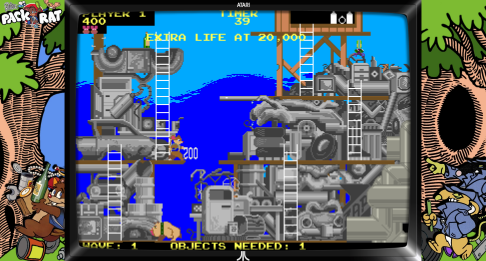 ATARI
THE
PACK RAT
PLAYER 1 TIMER
400 39
EXTRA LIFE AT 20,000
200
WAVE: 1 OBJECTS NEEDED: 1